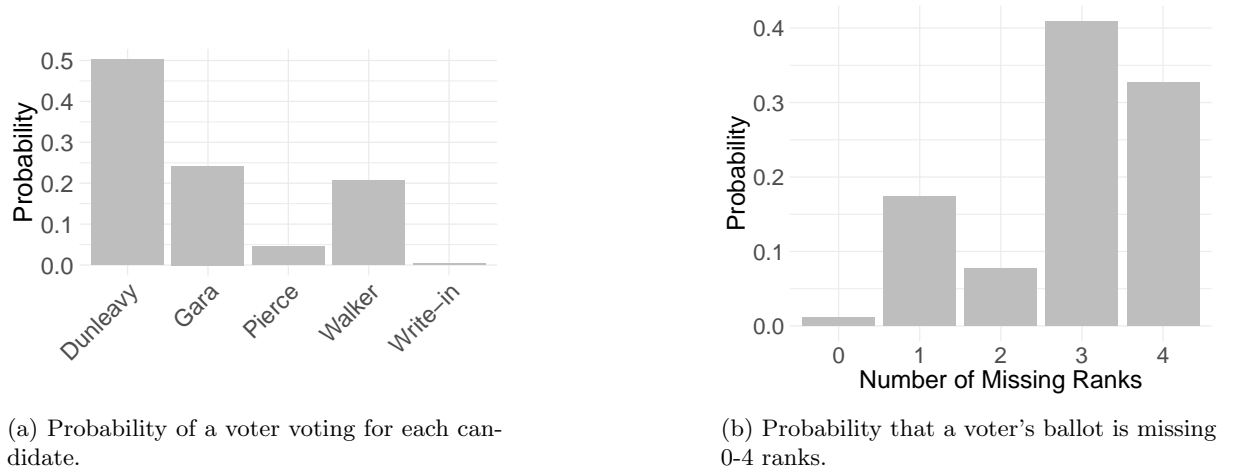 0.5
0.4
0.3
0.2
0.1
0.0
Probability
Dunleavy
Gara
Pierce
Walker
Write−in
(a) Probability of a voter voting for each can-
didate.
0.4
0.3
0.2
0.1
0.0
Probability
0 1 2 3 4
Number of Missing Ranks
(b) Probability that a voter's ballot is missing
0-4 ranks.